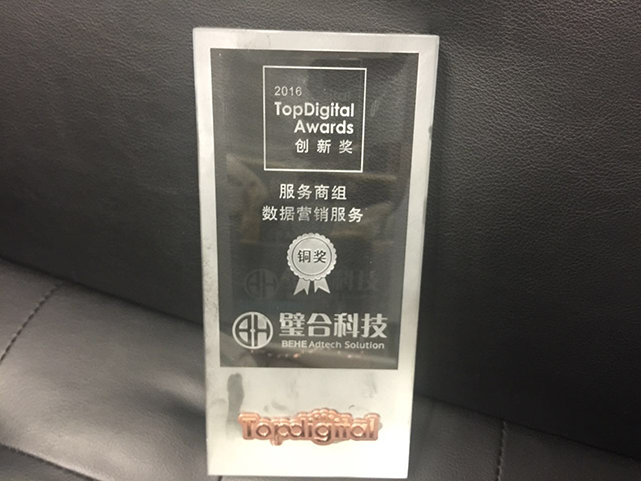 2016
TopDigital
Awards
创新奖
服务商组
数据营销服务
铜奖
BH
璧合科技
BEHE Adtech Solution
Topdigital